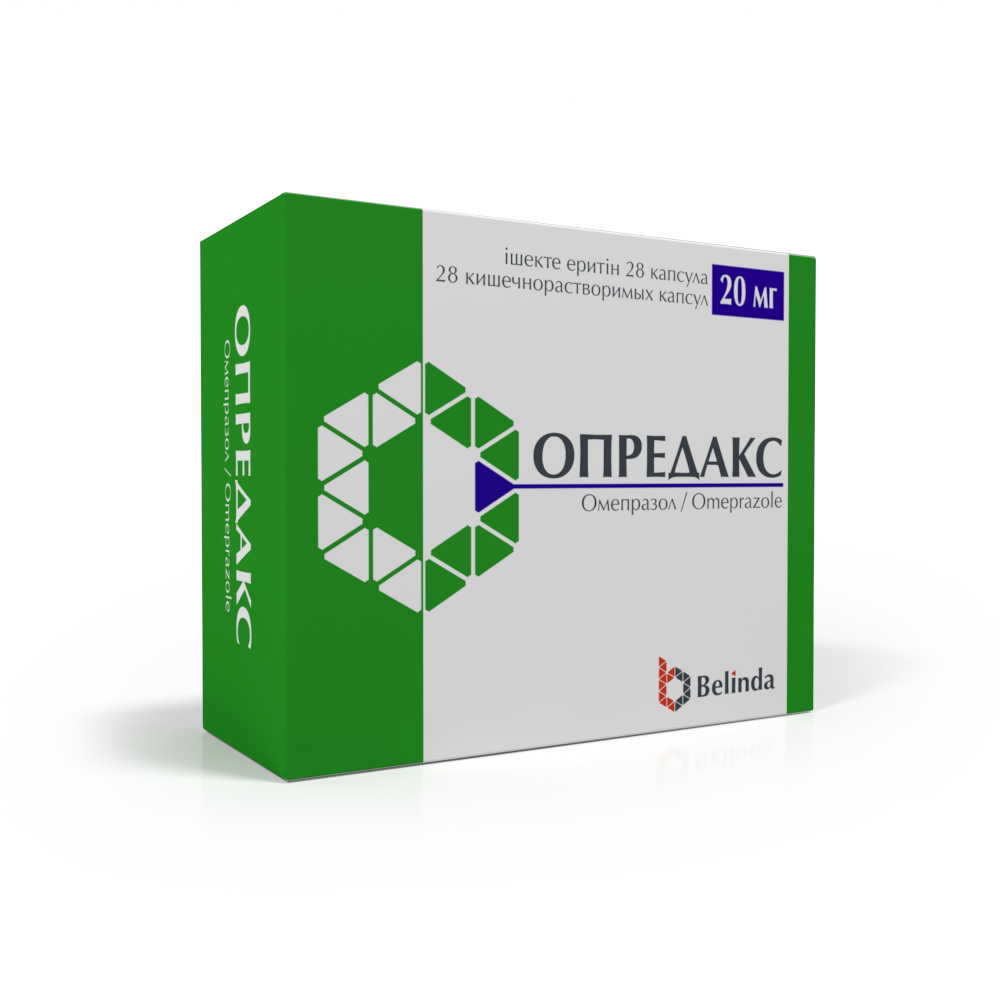 ішекте еритін 28 капсула
28 кишечнорастворимых капсул
20 мг
ОПРЕДАКС
Омепразол / Omeprazole
Belinda
ОПРЕДАКС
Омепразол / Omeprazole